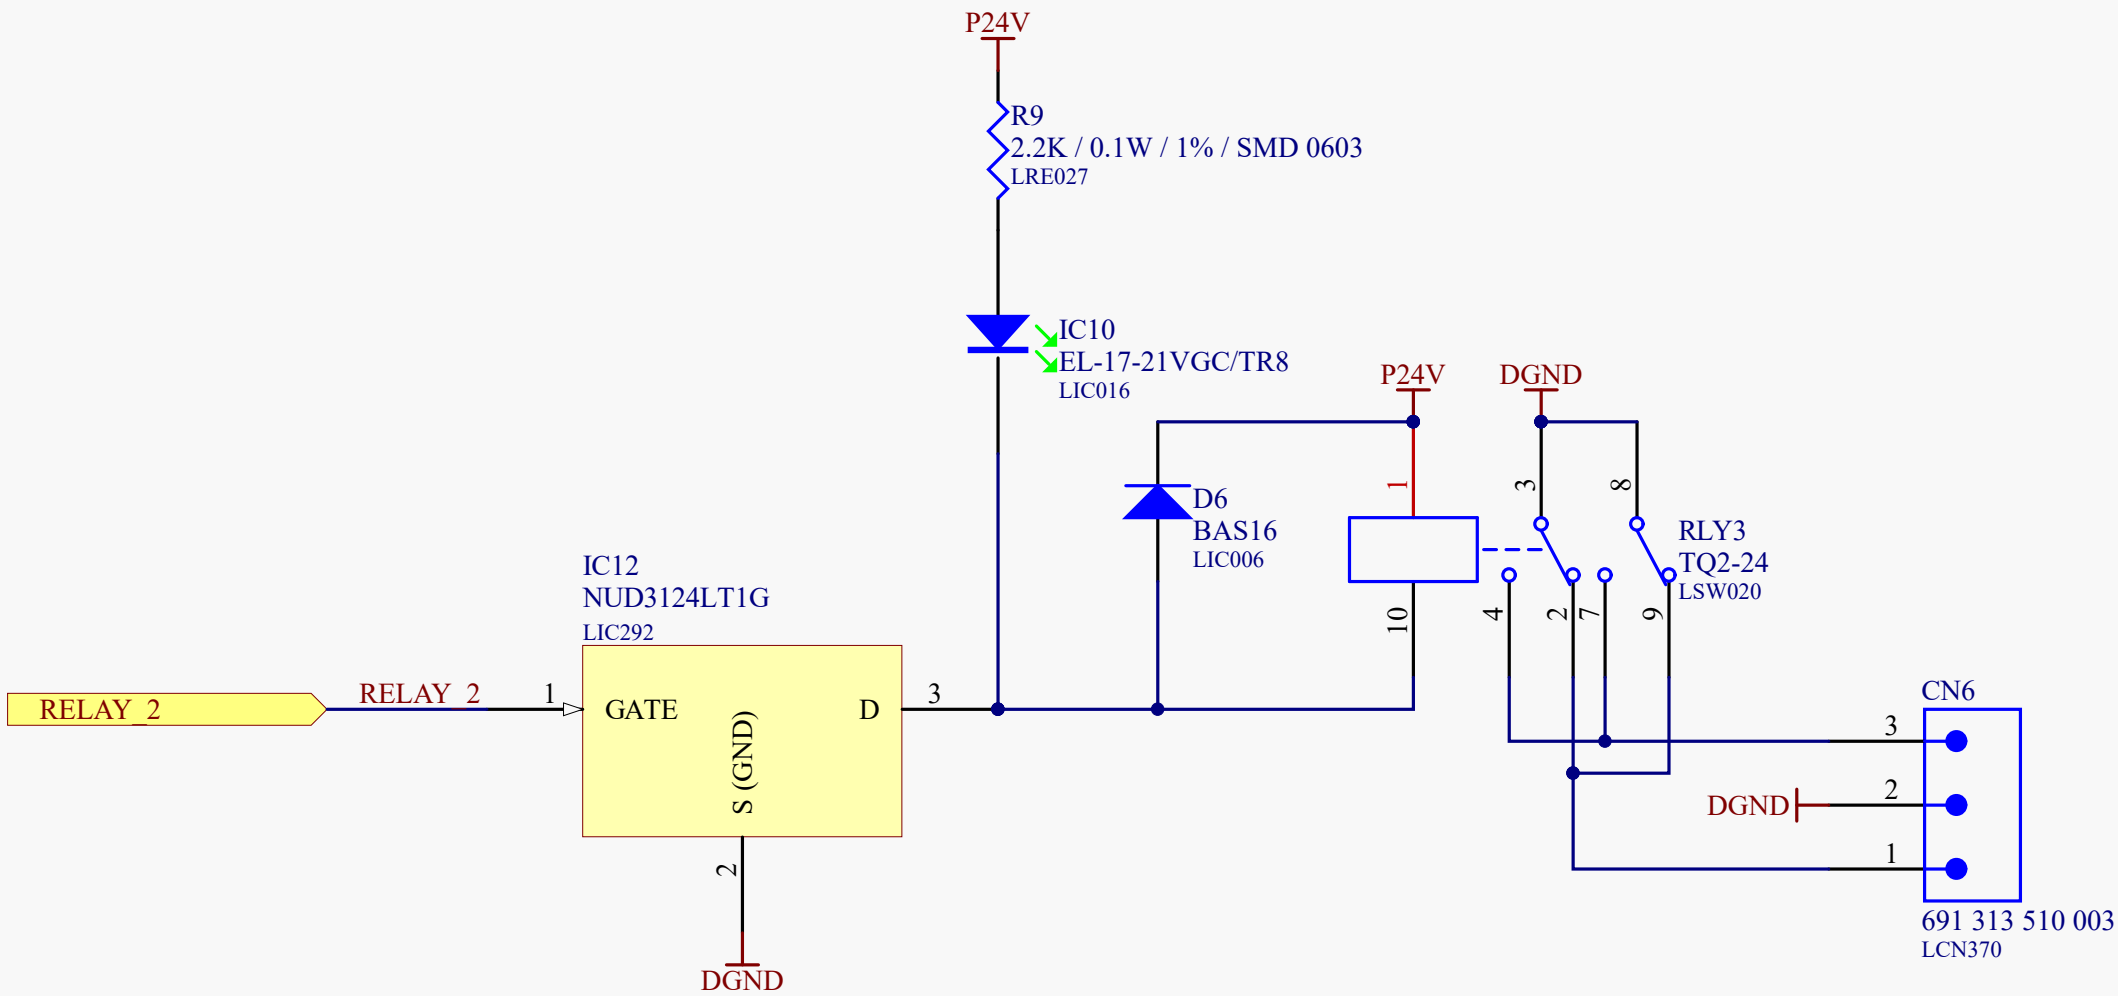 P24V
R9
2.2K / 0.1W / 1% / SMD 0603
LRE027
IC10
EL-17-21VGC/TR8
LIC016
P24V
DGND
1
3
8
D6
BAS16
LIC006
RLY3
TQ2-24
LSW020
10
4
2
7
9
IC12
NUD3124LT1G
LIC292
RELAY_2
RELAY_2
1
GATE
D
S (GND)
3
2
DGND
CN6
3
DGND
2
1
691 313 510 003
LCN370